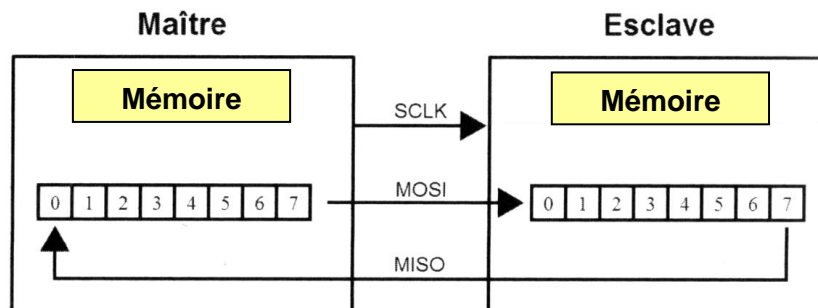 Maître Esclave
Mémoire Mémoire
SCLK
0 1 2 3 4 5 6 7 MOSI 0 1 2 3 4 5 6 7
MISO